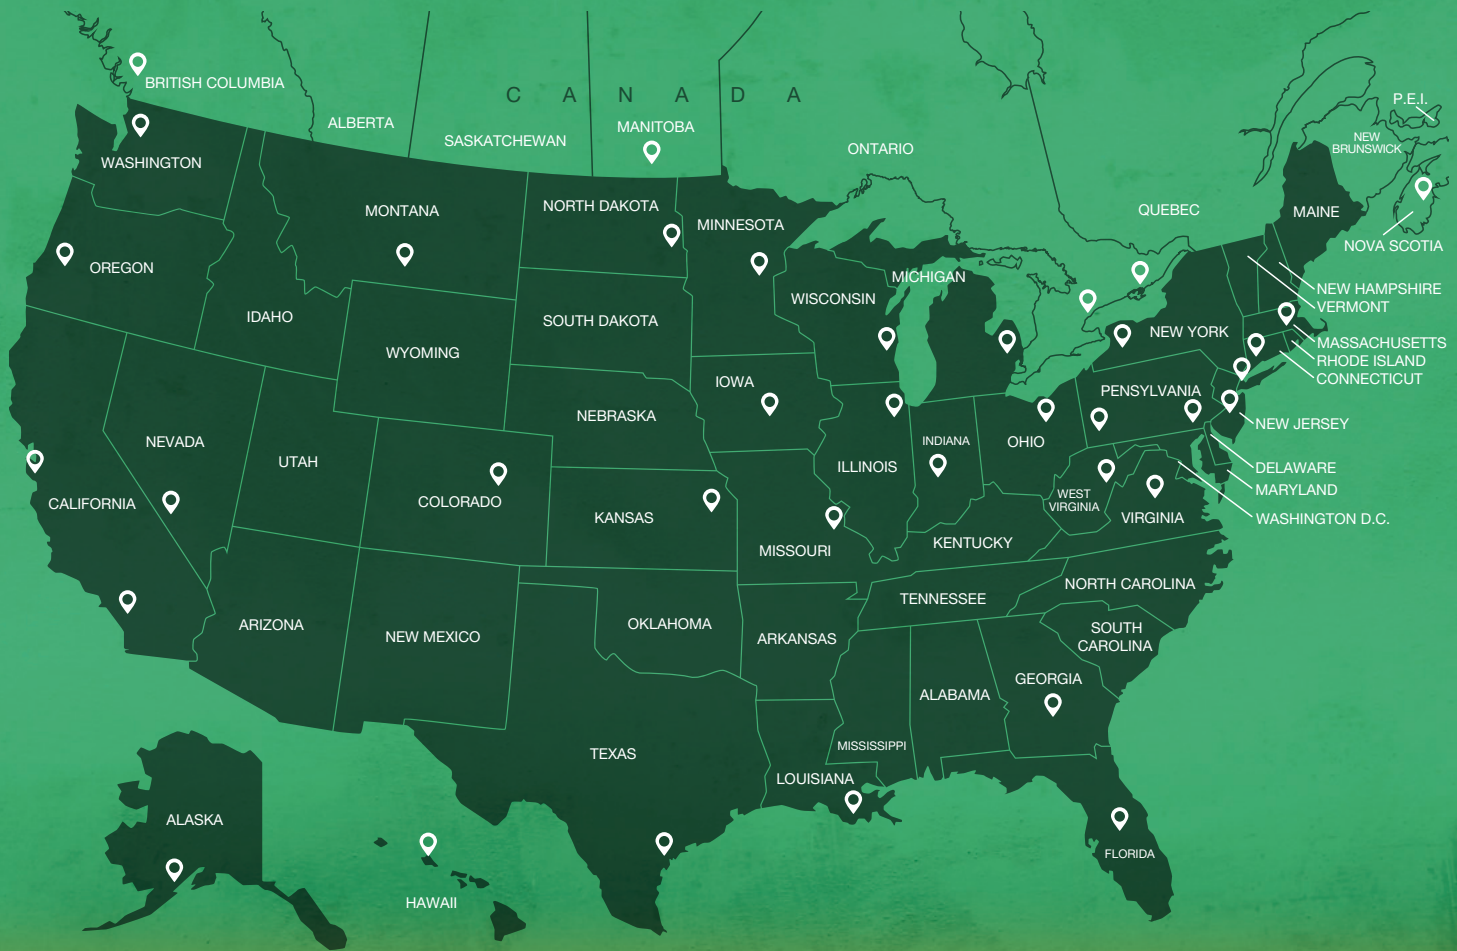 BRITISH COLUMBIA
ALBERTA
CANADA
SASKATCHEWAN
MANITOBA
ONTARIO
QUEBEC
P.E.I.
NEW
BRUNSWICK
NOVA SCOTIA
WASHINGTON
MONTANA
NORTH DAKOTA
MINNESOTA
MAINE
OREGON
IDAHO
WYOMING
SOUTH DAKOTA
WISCONSIN
MICHIGAN
NEW YORK
NEW HAMPSHIRE
VERMONT
MASSACHUSETTS
RHODE ISLAND
CONNECTICUT
IOWA
NEBRASKA
PENSYLVANIA
NEW JERSEY
NEVADA
UTAH
COLORADO
CALIFORNIA
KANSAS
ILLINOIS
INDIANA
OHIO
DELAWARE
MARYLAND
WASHINGTON D.C.
WEST
VIRGINIA
VIRGINIA
MISSOURI
KENTUCKY
ARIZONA
NEW MEXICO
OKLAHOMA
ARKANSAS
TENNESSEE
NORTH CAROLINA
SOUTH
CAROLINA
TEXAS
LOUISIANA
MISSISSIPPI
ALABAMA
GEORGIA
FLORIDA
ALASKA
HAWAII